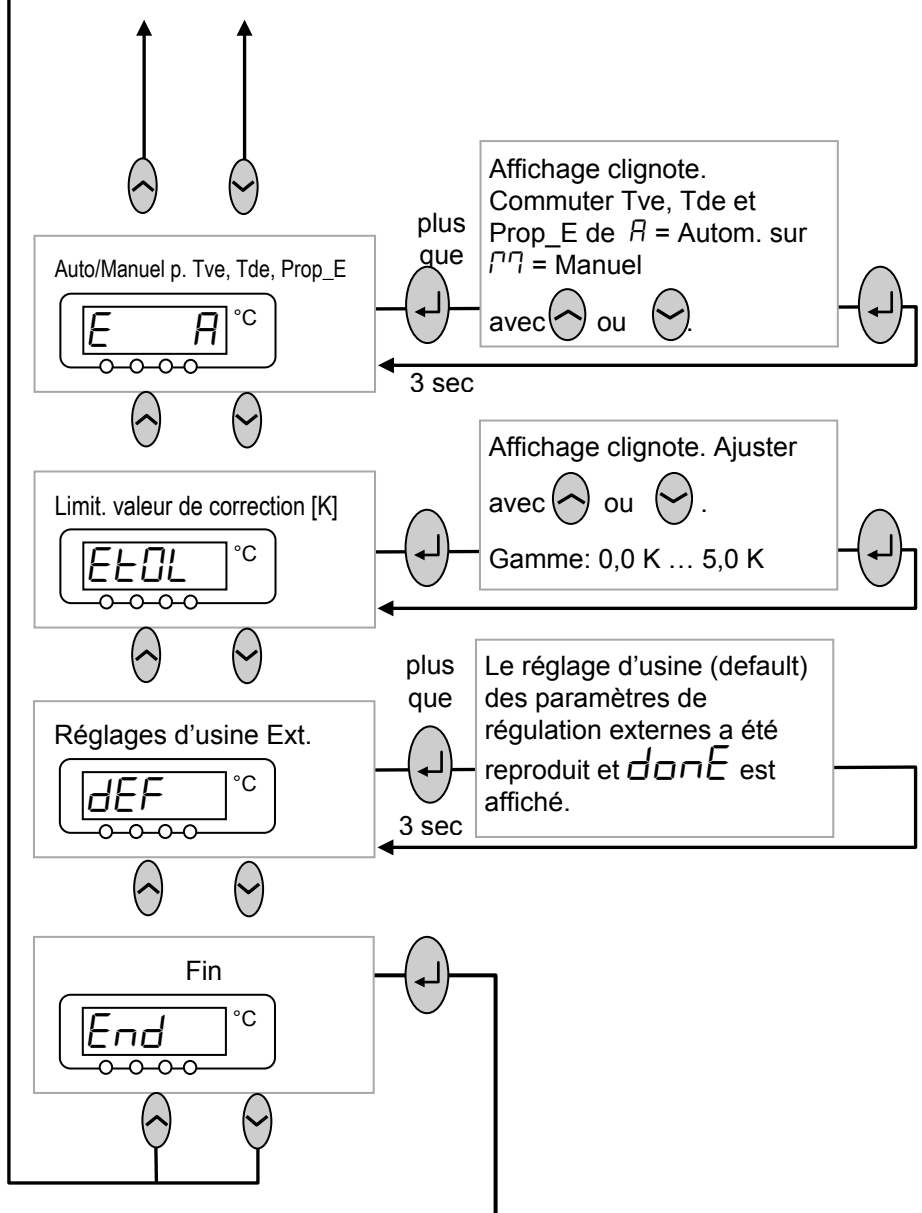 Auto/Manuel p. Tve, Tde, Prop_E
E A °C
plus
que
3 sec
Affichage clignote.
Commuter Tve, Tde et
Prop_E de A = Autom. sur
M = Manuel
avec ou .
Limit. valeur de correction [K]
EtOL °C
Affichage clignote. Ajuster
avec ou .
Gamme: 0,0 K … 5,0 K
Réglages d’usine Ext.
dEF °C
plus
que
3 sec
Le réglage d’usine (default)
des paramètres de
régulation externes a été
reproduit et donE est
affiché.
Fin
End °C